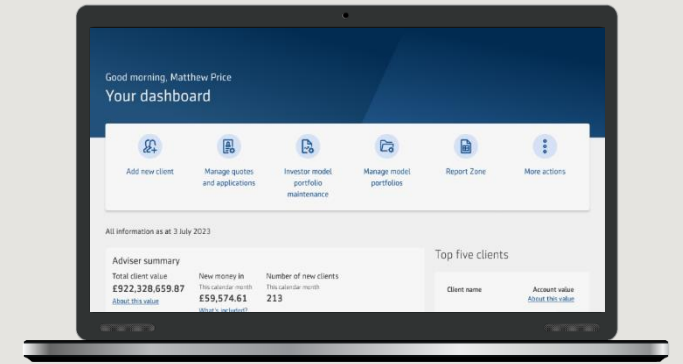 Good morning, Matthew Price
Your dashboard
Add new client
Manage quotes
and applications
Investor model
portfolio
maintenance
Manage model
portfolios
Report Zone
More actions
All information as at 3 July 2023
Adviser summary
Total client value
£922,328,659.87
About this value
New money in
This calendar month
£59,574.61
What's included?
Number of new clients
This calendar month
213
Top five clients
Client name
Account value
About this value